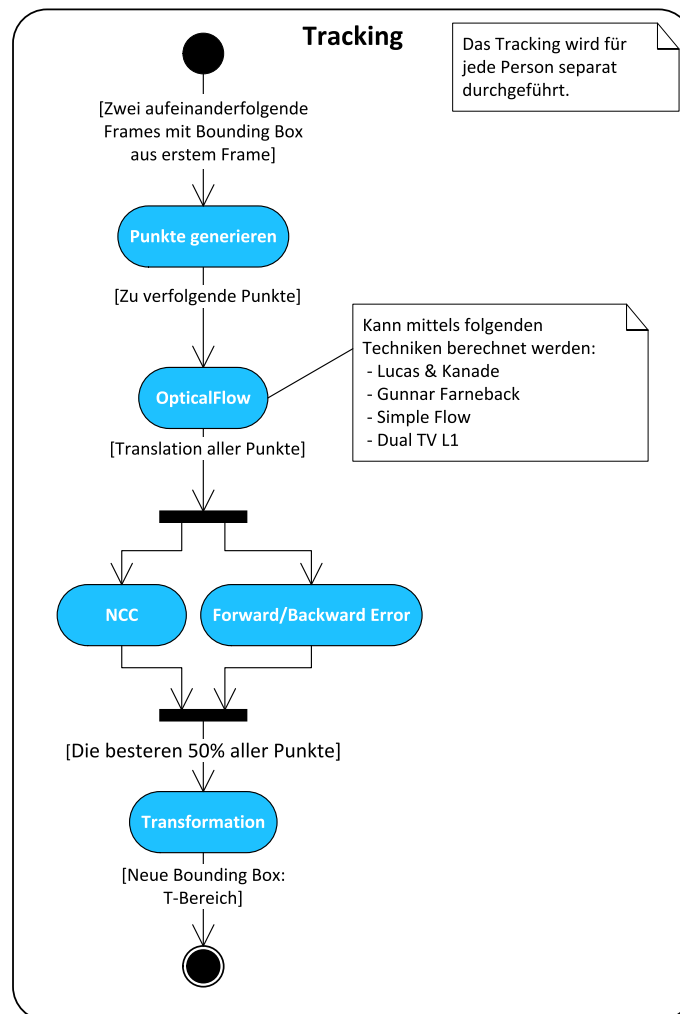 Tracking
Das Tracking wird für
jede Person separat
durchgeführt.
[Zwei aufeinanderfolgende
Frames mit Bounding Box
aus erstem Frame]
Punkte generieren
[Zu verfolgende Punkte]
Kann mittels folgenden
Techniken berechnet werden:
- Lucas & Kanade
- Gunnar Farneback
- Simple Flow
- Dual TV L1
OpticalFlow
[Translation aller Punkte]
NCC
Forward/Backward Error
[Die besteren 50% aller Punkte]
Transformation
[Neue Bounding Box:
T-Bereich]